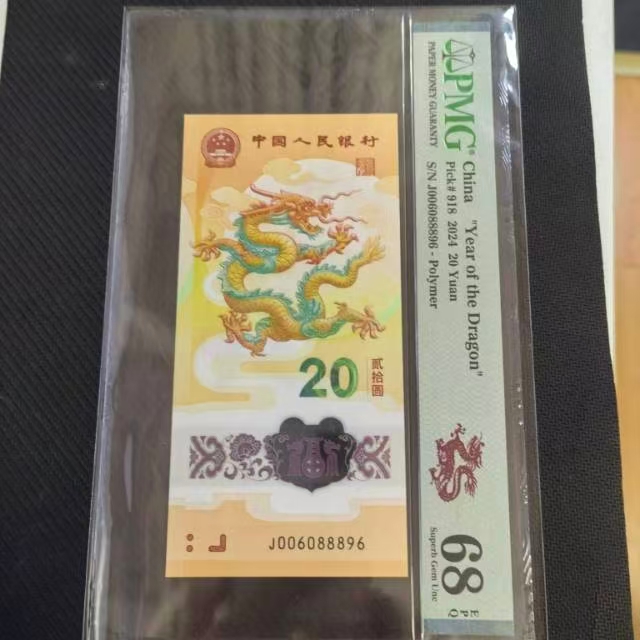 中国人民银行
20
贰拾圆
J006088896
PMG
PAPER MONEY GUARANTY
China "Year of the Dragon"
Pick# 918 2024 20 Yuan
S/N J006088896 - Polymer
68
EPQ
Superb Gem Unc